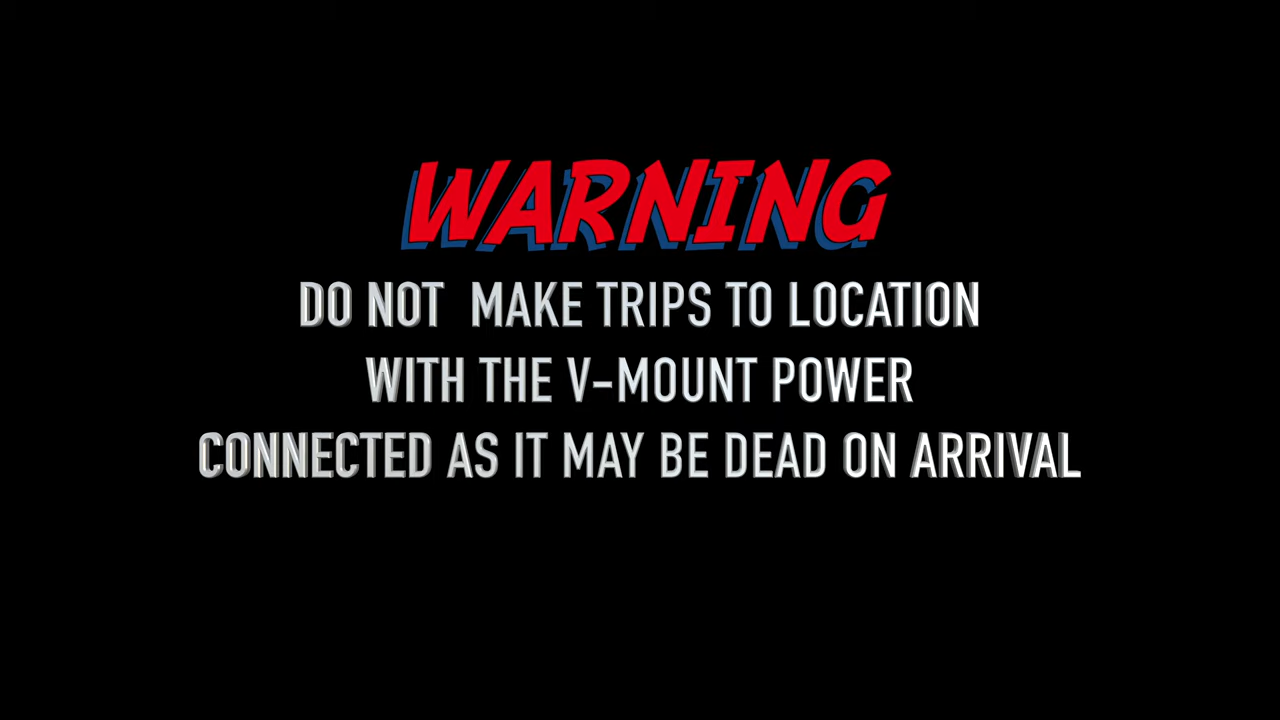 WARNING
DO NOT  MAKE TRIPS TO LOCATION
WITH THE V-MOUNT POWER
CONNECTED AS IT MAY BE DEAD ON ARRIVAL